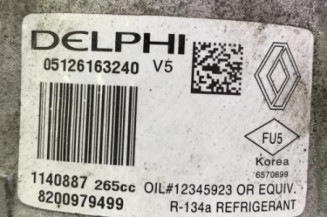 DELPHI
05126163240 V5
FU5
Korea
6570899
1140887 265cc OIL#12345923 OR EQUIV.
8200979499 R-134a REFRIGERANT